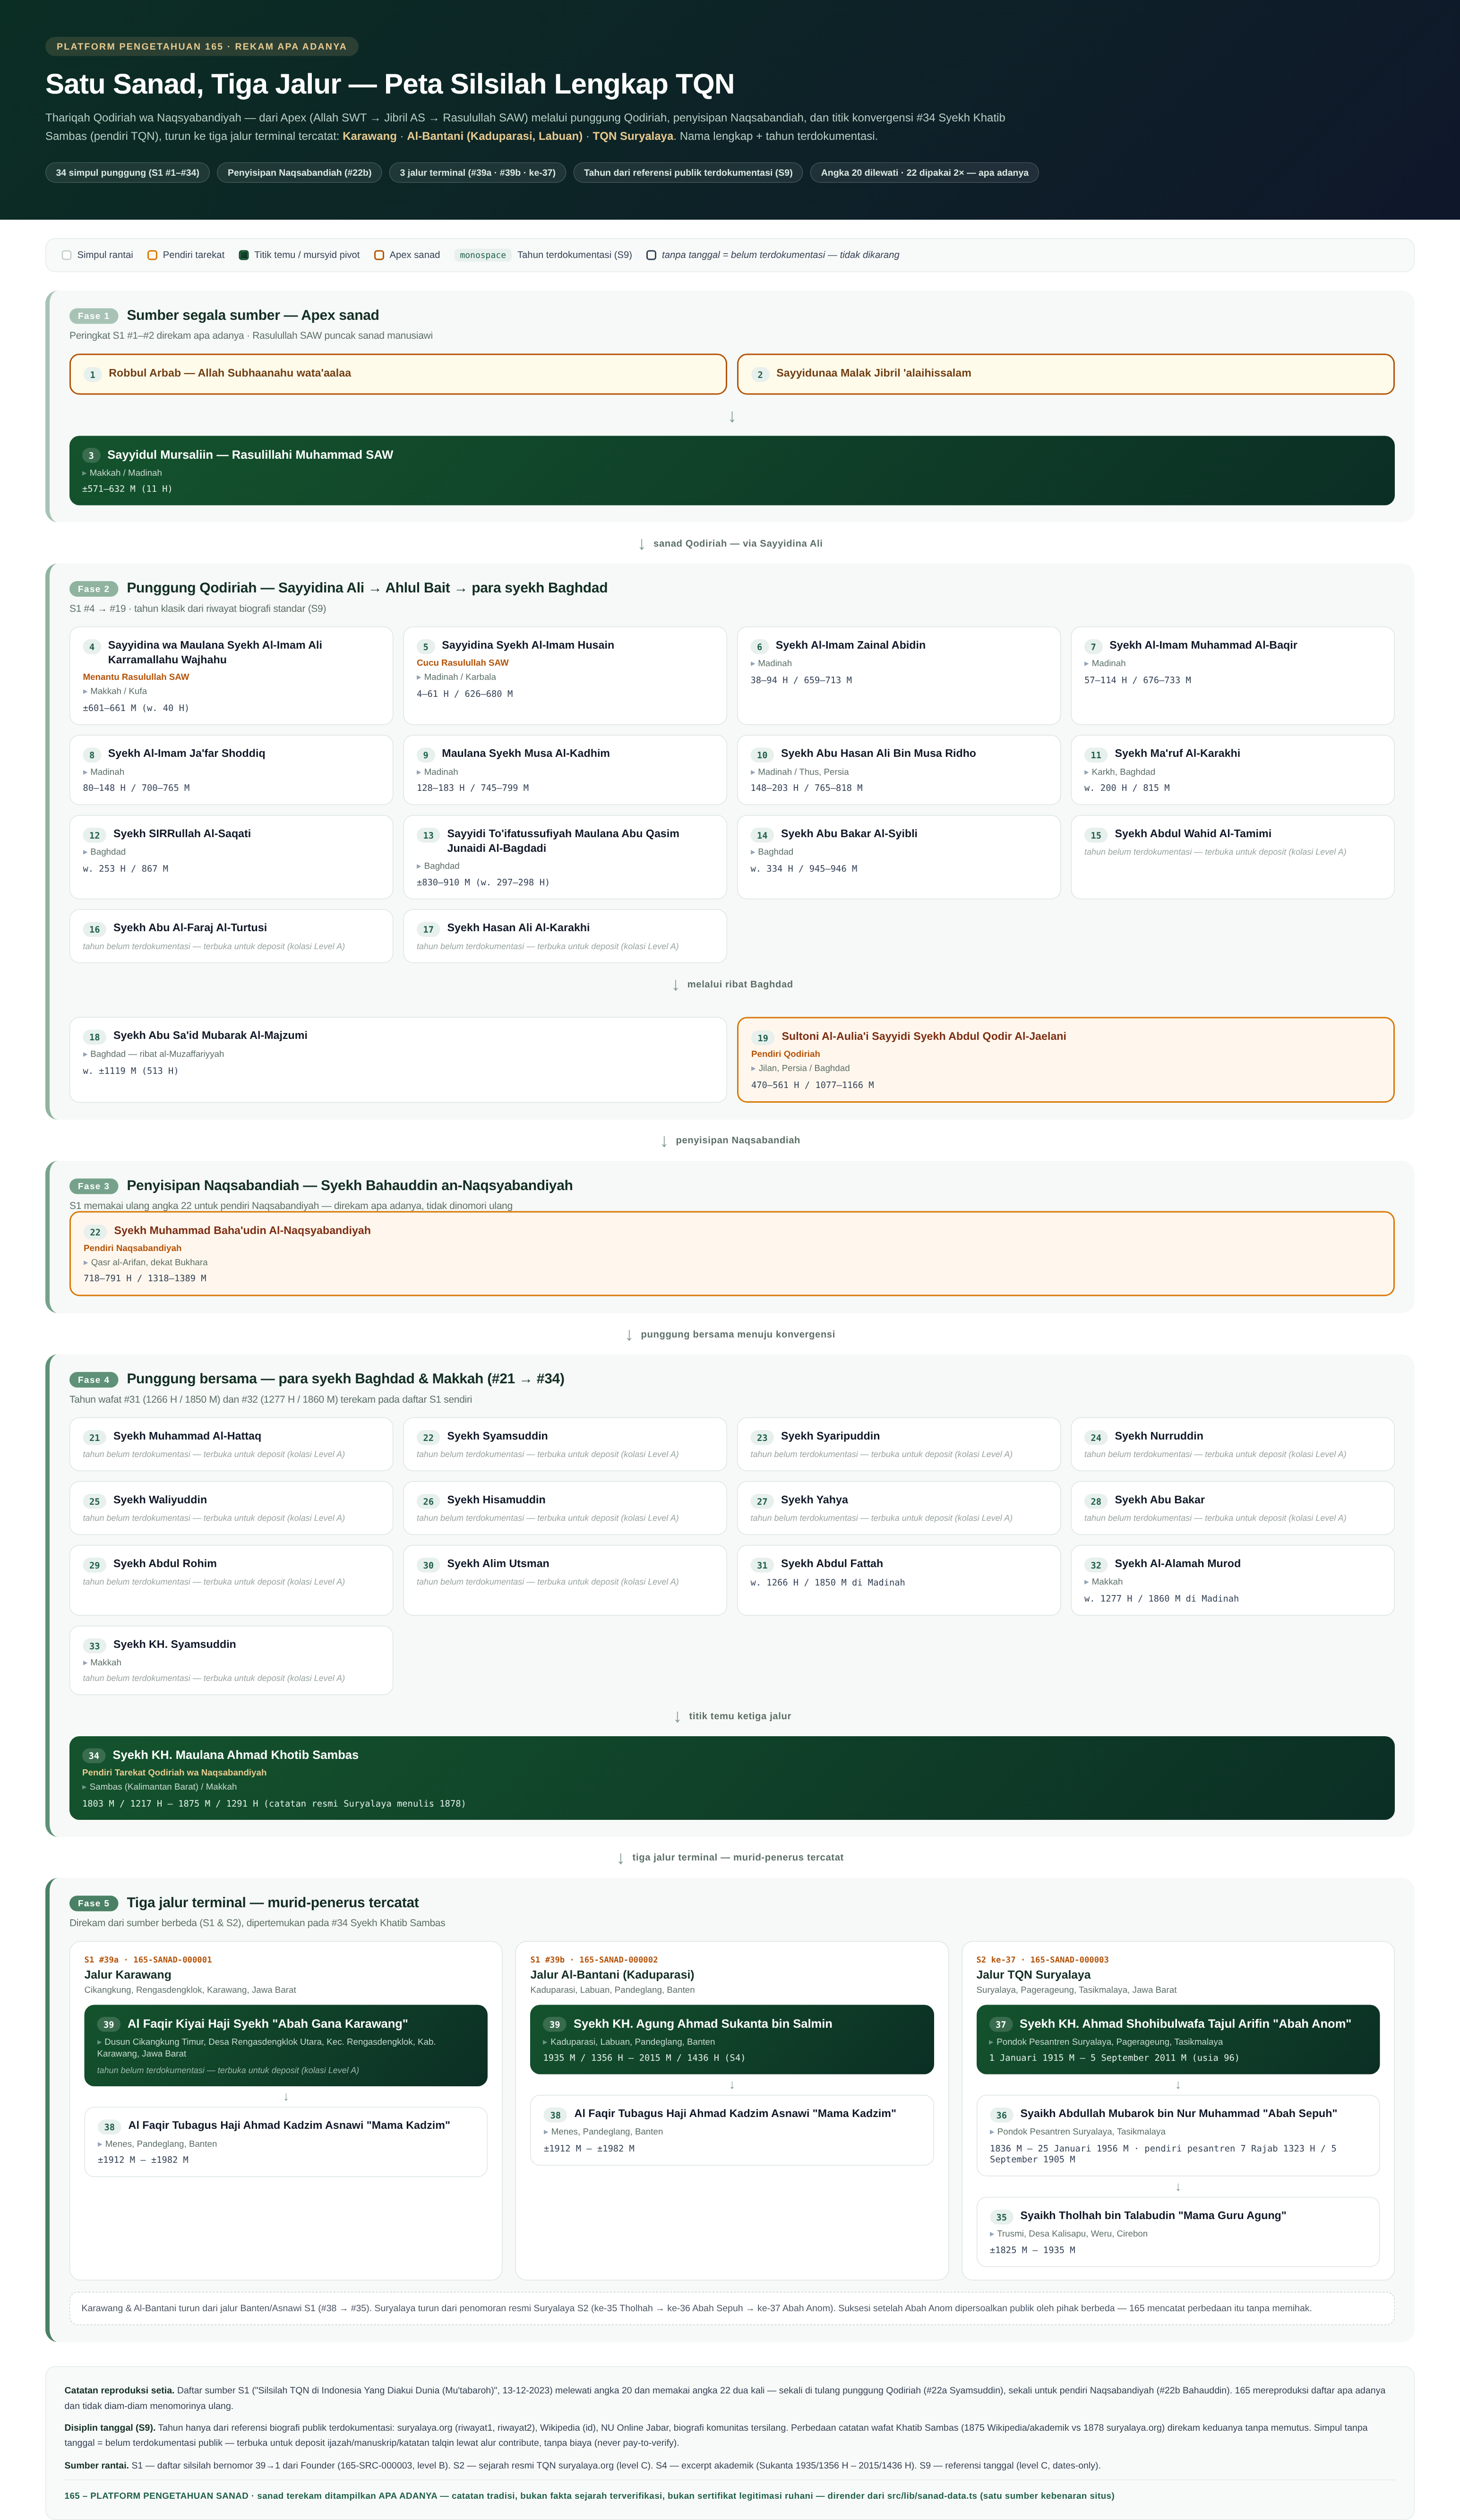 PLATFORM PENGETAHUAN 165 · REKAM APA ADANYA
Satu Sanad, Tiga Jalur — Peta Silsilah Lengkap TQN
Thariqah Qodiriah wa Naqsyabandiah — dari Apex (Allah SWT → Jibril AS → Rasulullah SAW) melalui punggung Qodiriah, penyisipan Naqsabandiah, dan titik konvergensi #34 Syekh Khatib
Sambas (pendiri TQN), turun ke tiga jalur terminal tercatat: Karawang · Al-Bantani (Kaduparasi, Labuan) · TQN Suryalaya. Nama lengkap + tahun terdokumentasi.
34 simpul punggung (S1 #1–#34)
Penyisipan Naqsabandiah (#22b)
3 jalur terminal (#39a · #39b · ke-37)
Tahun dari referensi publik terdokumentasi (S9)
Angka 20 dilewati · 22 dipakai 2× — apa adanya
Simpul rantai
Pendiri tarekat
Titik temu / mursyid pivot
Apex sanad
monospace Tahun terdokumentasi (S9)
tanpa tanggal = belum terdokumentasi — tidak dikarang
Fase 1 Sumber segala sumber — Apex sanad
Peringkat S1 #1–#2 direkam apa adanya · Rasulullah SAW puncak sanad manusiawi
1 Robbul Arbab — Allah Subhaanahu wata'aalaa
2 Sayyidunaa Malak Jibril 'alaihissalam
↓
3 Sayyidul Mursaliin — Rasulillahi Muhammad SAW
▸ Makkah / Madinah
±571–632 M (11 H)
↓ sanad Qodiriah — via Sayyidina Ali
Fase 2 Punggung Qodiriah — Sayyidina Ali → Ahlul Bait → para syekh Baghdad
S1 #4 → #19 · tahun klasik dari riwayat biografi standar (S9)
4 Sayyidina wa Maulana Syekh Al-Imam Ali
Karramallahu Wajhahu
Menantu Rasulullah SAW
▸ Makkah / Kufa
±601–661 M (w. 40 H)
5 Sayyidina Syekh Al-Imam Husain
Cucu Rasulullah SAW
▸ Madinah / Karbala
4–61 H / 626–680 M
6 Syekh Al-Imam Zainal Abidin
▸ Madinah
38–94 H / 659–713 M
7 Syekh Al-Imam Muhammad Al-Baqir
▸ Madinah
57–114 H / 676–733 M
8 Syekh Al-Imam Ja'far Shoddiq
▸ Madinah
80–148 H / 700–765 M
9 Maulana Syekh Musa Al-Kadhim
▸ Madinah
128–183 H / 745–799 M
10 Syekh Abu Hasan Ali Bin Musa Ridho
▸ Madinah / Thus, Persia
148–203 H / 765–818 M
11 Syekh Ma'ruf Al-Karakhi
▸ Karkh, Baghdad
w. 200 H / 815 M
12 Syekh SIRRullah Al-Saqati
▸ Baghdad
w. 253 H / 867 M
13 Sayyidi To'ifatussufiyah Maulana Abu Qasim
Junaidi Al-Bagdadi
▸ Baghdad
±830–910 M (w. 297–298 H)
14 Syekh Abu Bakar Al-Syibli
▸ Baghdad
w. 334 H / 945–946 M
15 Syekh Abdul Wahid Al-Tamimi
tahun belum terdokumentasi — terbuka untuk deposit (kolasi Level A)
16 Syekh Abu Al-Faraj Al-Turtusi
tahun belum terdokumentasi — terbuka untuk deposit (kolasi Level A)
17 Syekh Hasan Ali Al-Karakhi
tahun belum terdokumentasi — terbuka untuk deposit (kolasi Level A)
↓ melalui ribat Baghdad
18 Syekh Abu Sa'id Mubarak Al-Majzumi
▸ Baghdad — ribat al-Muzaffariyyah
w. ±1119 M (513 H)
19 Sultoni Al-Aulia'i Sayyidi Syekh Abdul Qodir Al-Jaelani
Pendiri Qodiriah
▸ Jilan, Persia / Baghdad
470–561 H / 1077–1166 M
↓ penyisipan Naqsabandiah
Fase 3 Penyisipan Naqsabandiah — Syekh Bahauddin an-Naqsyabandiyah
S1 memakai ulang angka 22 untuk pendiri Naqsabandiah — direkam apa adanya, tidak dinomori ulang
22 Syekh Muhammad Baha'udin Al-Naqsyabandiyah
Pendiri Naqsabandiyah
▸ Qasr al-Arifan, dekat Bukhara
718–791 H / 1318–1389 M
↓ punggung bersama menuju konvergensi
Fase 4 Punggung bersama — para syekh Baghdad & Makkah (#21 → #34)
Tahun wafat #31 (1266 H / 1850 M) dan #32 (1277 H / 1860 M) terekam pada daftar S1 sendiri
21 Syekh Muhammad Al-Hattaq
tahun belum terdokumentasi — terbuka untuk deposit (kolasi Level A)
22 Syekh Syamsuddin
tahun belum terdokumentasi — terbuka untuk deposit (kolasi Level A)
23 Syekh Syaripuddin
tahun belum terdokumentasi — terbuka untuk deposit (kolasi Level A)
24 Syekh Nurruddin
tahun belum terdokumentasi — terbuka untuk deposit (kolasi Level A)
25 Syekh Waliyuddin
tahun belum terdokumentasi — terbuka untuk deposit (kolasi Level A)
26 Syekh Hisamuddin
tahun belum terdokumentasi — terbuka untuk deposit (kolasi Level A)
27 Syekh Yahya
tahun belum terdokumentasi — terbuka untuk deposit (kolasi Level A)
28 Syekh Abu Bakar
tahun belum terdokumentasi — terbuka untuk deposit (kolasi Level A)
29 Syekh Abdul Rohim
tahun belum terdokumentasi — terbuka untuk deposit (kolasi Level A)
30 Syekh Alim Utsman
tahun belum terdokumentasi — terbuka untuk deposit (kolasi Level A)
31 Syekh Abdul Fattah
w. 1266 H / 1850 M di Madinah
32 Syekh Al-Alamah Murod
▸ Makkah
w. 1277 H / 1860 M di Madinah
33 Syekh KH. Syamsuddin
▸ Makkah
tahun belum terdokumentasi — terbuka untuk deposit (kolasi Level A)
↓ titik temu ketiga jalur
34 Syekh KH. Maulana Ahmad Khotib Sambas
Pendiri Tarekat Qodiriah wa Naqsabandiyah
▸ Sambas (Kalimantan Barat) / Makkah
1803 M / 1217 H — 1875 M / 1291 H (catatan resmi Suryalaya menulis 1878)
↓ tiga jalur terminal — murid-penerus tercatat
Fase 5 Tiga jalur terminal — murid-penerus tercatat
Direkam dari sumber berbeda (S1 & S2), dipertemukan pada #34 Syekh Khatib Sambas
S1 #39a · 165-SANAD-000001
Jalur Karawang
Cikangkung, Rengasdengklok, Karawang, Jawa Barat
39 Al Faqir Kiyai Haji Syekh "Abah Gana Karawang"
▸ Dusun Cikangkung Timur, Desa Rengasdengklok Utara, Kec. Rengasdengklok, Kab.
Karawang, Jawa Barat
tahun belum terdokumentasi — terbuka untuk deposit (kolasi Level A)
↓
38 Al Faqir Tubagus Haji Ahmad Kadzim Asnawi "Mama Kadzim"
▸ Menes, Pandeglang, Banten
±1912 M — ±1982 M
S1 #39b · 165-SANAD-000002
Jalur Al-Bantani (Kaduparasi)
Kaduparasi, Labuan, Pandeglang, Banten
39 Syekh KH. Agung Ahmad Sukanta bin Salmin
▸ Kaduparasi, Labuan, Pandeglang, Banten
1935 M / 1356 H — 2015 M / 1436 H (S4)
↓
38 Al Faqir Tubagus Haji Ahmad Kadzim Asnawi "Mama Kadzim"
▸ Menes, Pandeglang, Banten
±1912 M — ±1982 M
S2 ke-37 · 165-SANAD-000003
Jalur TQN Suryalaya
Suryalaya, Pagerageung, Tasikmalaya, Jawa Barat
37 Syekh KH. Ahmad Shohibulwafa Tajul Arifin "Abah Anom"
▸ Pondok Pesantren Suryalaya, Pagerageung, Tasikmalaya
1 Januari 1915 M — 5 September 2011 M (usia 96)
↓
36 Syaikh Abdullah Mubarok bin Nur Muhammad "Abah Sepuh"
▸ Pondok Pesantren Suryalaya, Tasikmalaya
1836 M — 25 Januari 1956 M · pendiri pesantren 7 Rajab 1323 H / 5
September 1905 M
↓
35 Syaikh Tholhah bin Talabudin "Mama Guru Agung"
▸ Trusmi, Desa Kalisapu, Weru, Cirebon
±1825 M — 1935 M
Karawang & Al-Bantani turun dari jalur Banten/Asnawi S1 (#38 → #35). Suryalaya turun dari penomoran resmi Suryalaya S2 (ke-35 Tholhah → ke-36 Abah Sepuh → ke-37 Abah Anom). Suksesi setelah Abah Anom dipersoalkan publik oleh pihak berbeda — 165 mencatat perbedaan itu tanpa memihak.
Catatan reproduksi setia. Daftar sumber S1 ("Silsilah TQN di Indonesia Yang Diakui Dunia (Mu'tabaroh)", 13-12-2023) melewati angka 20 dan memakai angka 22 dua kali — sekali di tulang punggung Qodiriah (#22a Syamsuddin), sekali untuk pendiri Naqsabandiah (#22b Bahauddin). 165 mereproduksi daftar apa adanya
dan tidak diam-diam menomorinya ulang.
Disiplin tanggal (S9). Tahun hanya dari referensi biografi publik terdokumentasi: suryalaya.org (riwayat1, riwayat2), Wikipedia (id), NU Online Jabar, biografi komunitas tersilang. Perbedaan catatan wafat Khatib Sambas (1875 Wikipedia/akademik vs 1878 suryalaya.org) direkam keduanya tanpa memutus. Simpul tanpa
tanggal = belum terdokumentasi publik — terbuka untuk deposit ijazah/manuskrip/katatan talqin lewat alur contribute, tanpa biaya (never pay-to-verify).
Sumber rantai. S1 — daftar silsilah bernomor 39→1 dari Founder (165-SRC-000003, level B). S2 — sejarah resmi TQN suryalaya.org (level C). S4 — excerpt akademik (Sukanta 1935/1356 H – 2015/1436 H). S9 — referensi tanggal (level C, dates-only).
165 – PLATFORM PENGETAHUAN SANAD · sanad terekam ditampilkan APA ADANYA — catatan tradisi, bukan fakta sejarah terverifikasi, bukan sertifikat legitimasi ruhani — dirender dari src/lib/sanad-data.ts (satu sumber kebenaran situs)